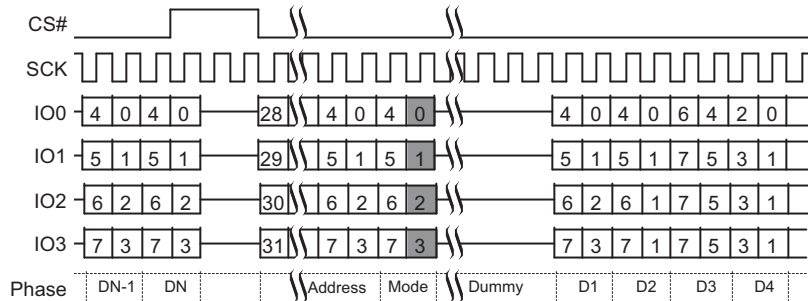 CS#
SCK
IO0 4 0 4 0 28 4 0 4 0 4 0 4 0 6 4 2 0
IO1 5 1 5 1 29 5 1 5 1 5 1 5 1 7 5 3 1
IO2 6 2 6 2 30 6 2 6 2 6 2 6 1 7 5 3 1
IO3 7 3 7 3 31 7 3 7 3 7 3 7 1 7 5 3 1
Phase DN-1 DN Address Mode Dummy D1 D2 D3 D4